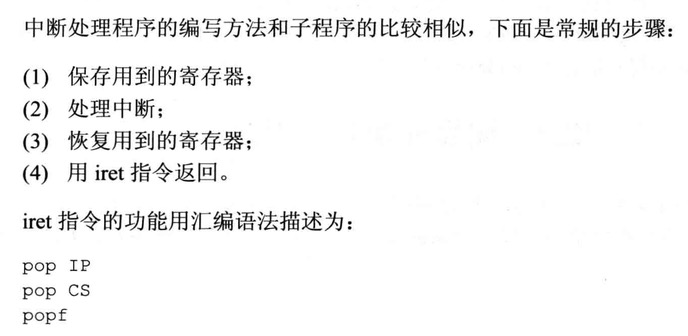 中断处理程序的编写方法和子程序的比较相似，下面是常规的步骤：
(1) 保存用到的寄存器；
(2) 处理中断；
(3) 恢复用到的寄存器；
(4) 用 iret 指令返回。
iret 指令的功能用汇编语法描述为：
pop IP
pop CS
popf